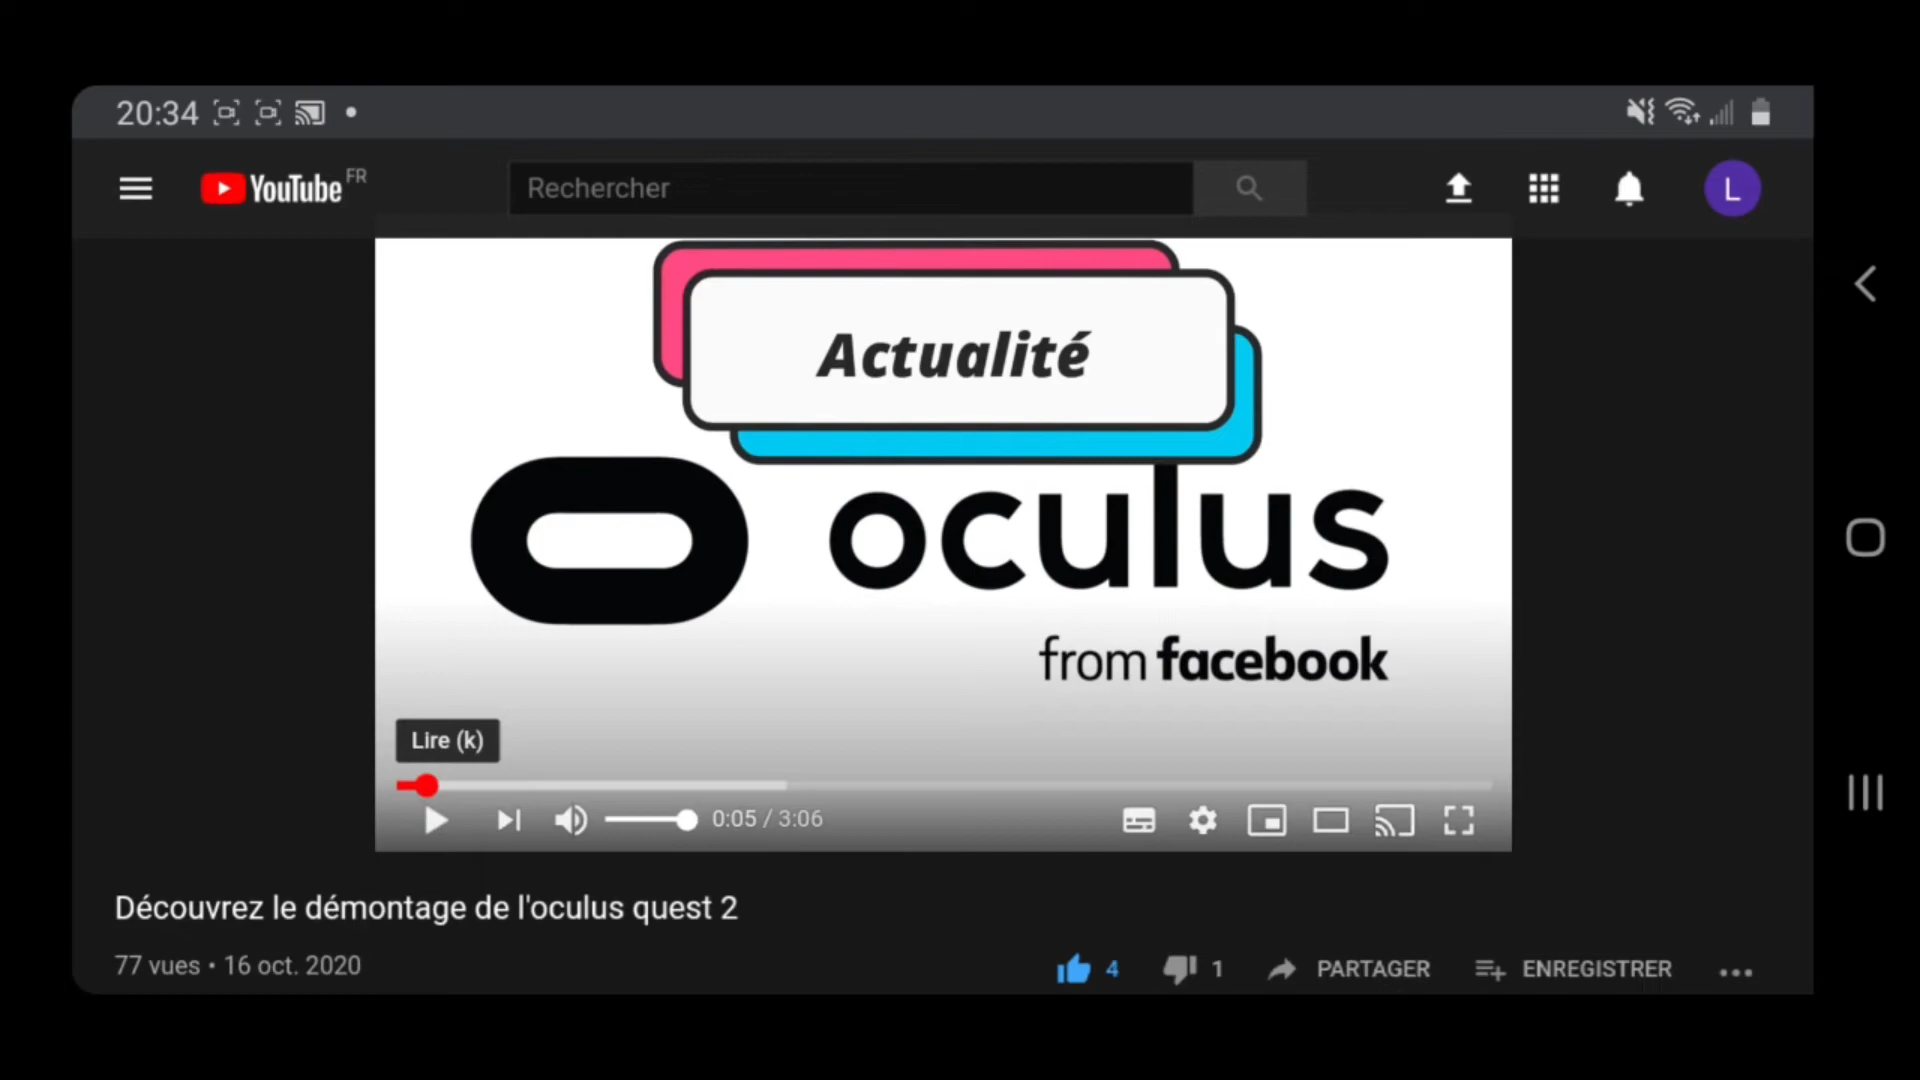 20:34
YouTube FR
Rechercher
L
Actualité
oculus
from facebook
Lire (k)
0:05 / 3:06
Découvrez le démontage de l'oculus quest 2
77 vues • 16 oct. 2020
4
1
PARTAGER
ENREGISTRER